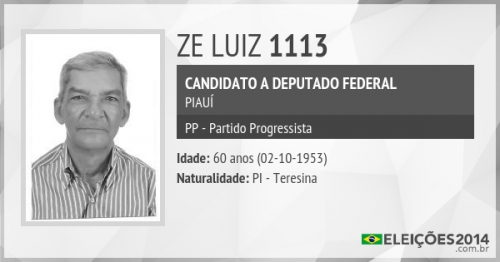 ZE LUIZ 1113
CANDIDATO A DEPUTADO FEDERAL
PIAUÍ
PP - Partido Progressista
Idade: 60 anos (02-10-1953)
Naturalidade: PI - Teresina
ELEIÇÕES2014
.com.br